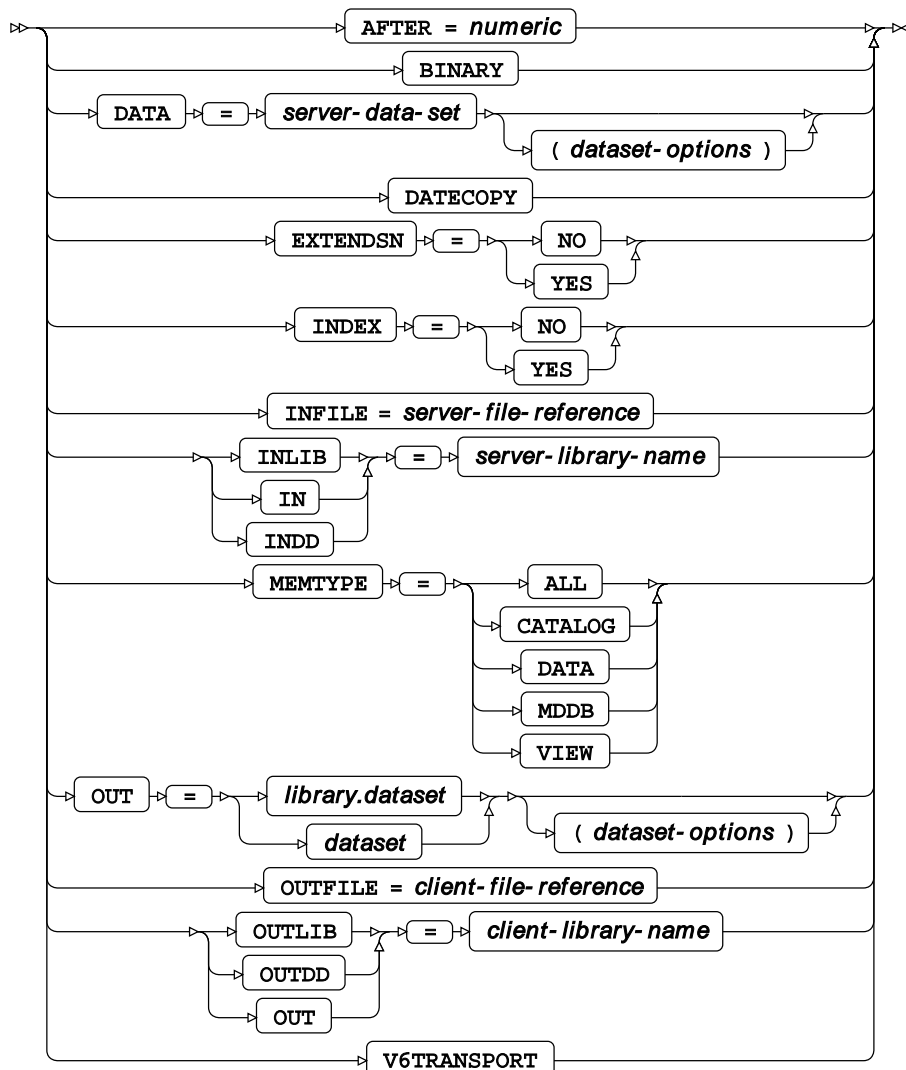 AFTER = numeric
BINARY
DATA = server-data-set
( dataset-options )
DATECOPY
EXTENDSN = NO
YES
INDEX = NO
YES
INFILE = server-file-reference
INLIB = server-library-name
IN
INDD
MEMTYPE = ALL
CATALOG
DATA
MDDB
VIEW
OUT = library.dataset
dataset ( dataset-options )
OUTFILE = client-file-reference
OUTLIB = client-library-name
OUTDD
OUT
V6TRANSPORT